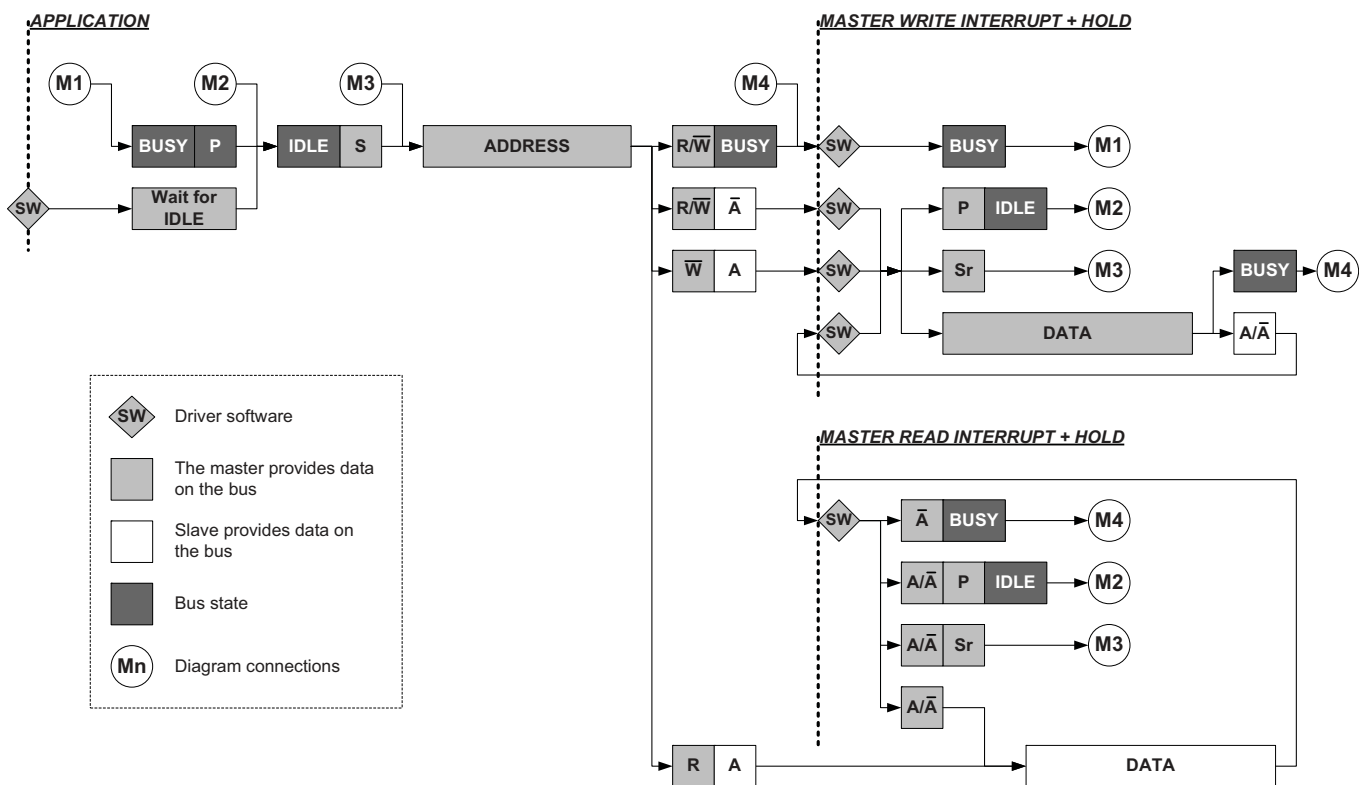 APPLICATION
MASTER WRITE INTERRUPT + HOLD
M1
M2
M3
M4
BUSY P
IDLE S
ADDRESS
R/W̅ BUSY
SW
BUSY
M1
SW
Wait for
IDLE
R/W̅ A̅
SW
P IDLE
M2
W̅ A
SW
Sr
M3
BUSY
M4
SW
DATA
A/A̅
SW
Driver software
The master provides data
on the bus
Slave provides data on
the bus
Bus state
Mn
Diagram connections
MASTER READ INTERRUPT + HOLD
SW
A̅ BUSY
M4
A/A̅ P IDLE
M2
A/A̅ Sr
M3
A/A̅
R A
DATA